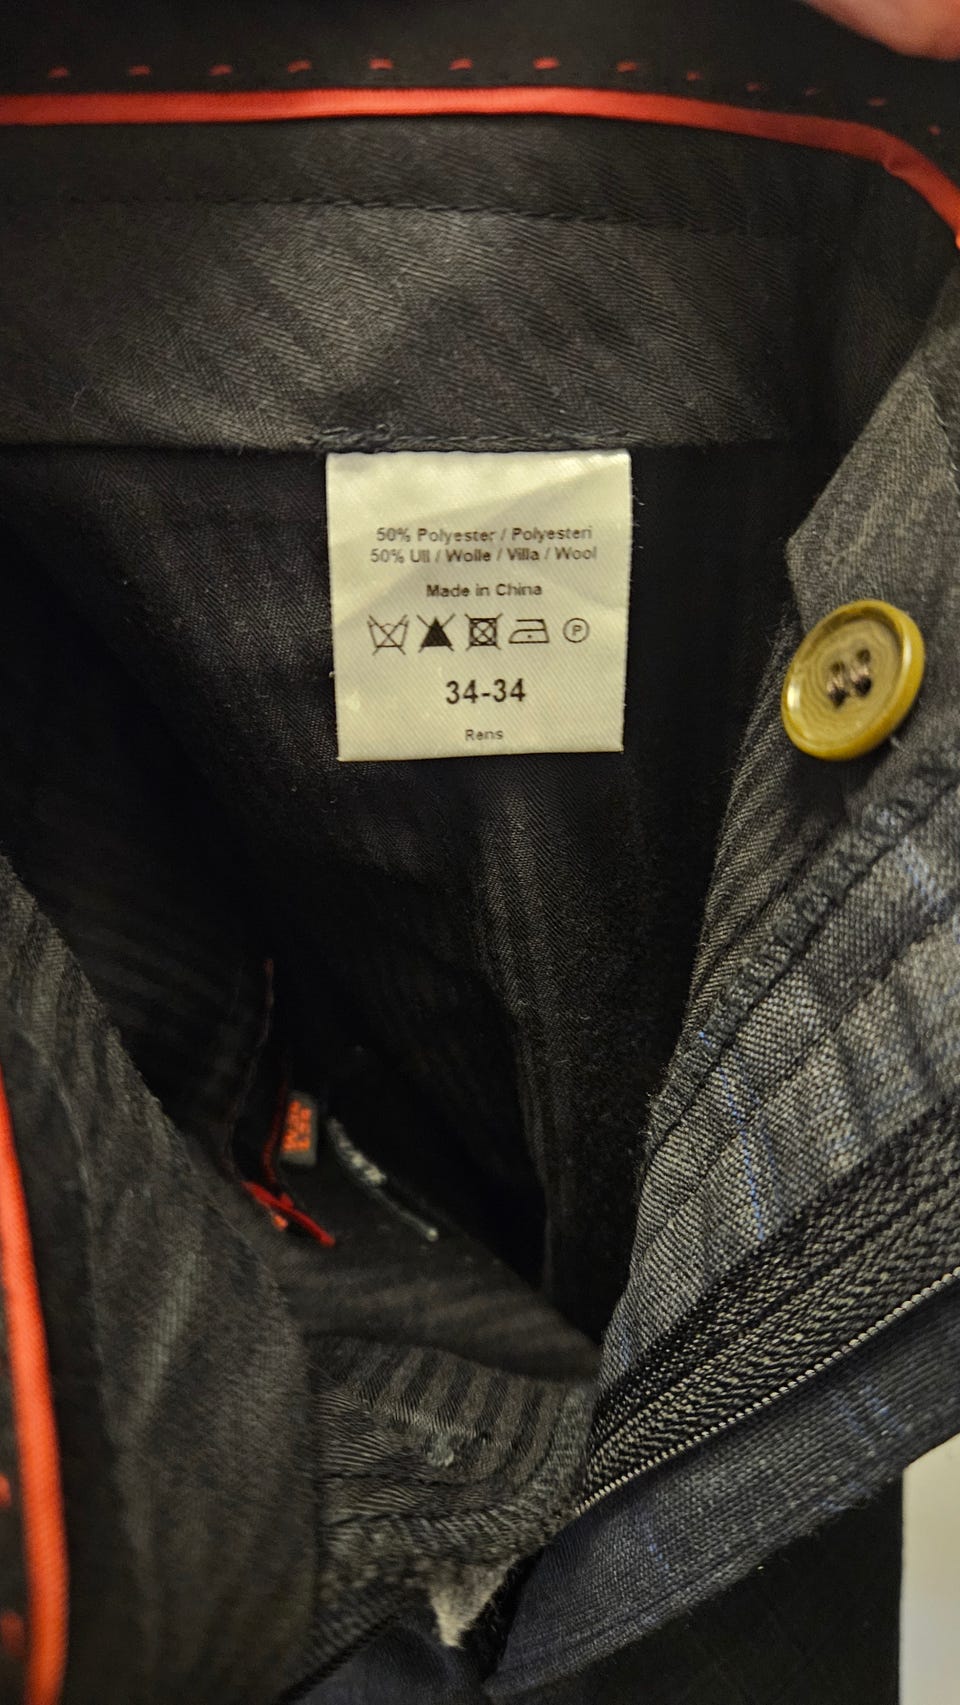 50% Polyester / Polyesteri
50% Ull / Wolle / Villa / Wool
Made in China
P
34-34
Rens